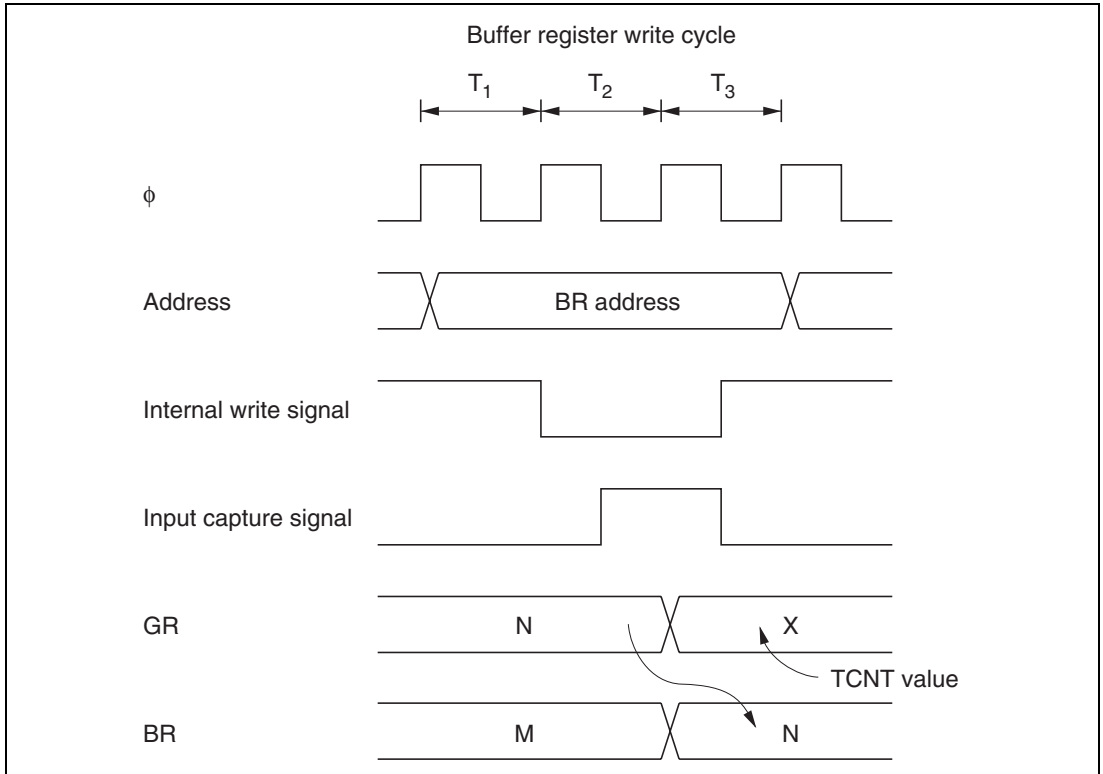 Buffer register write cycle
T1 T2 T3
ϕ
Address BR address
Internal write signal
Input capture signal
GR N X
TCNT value
BR M N